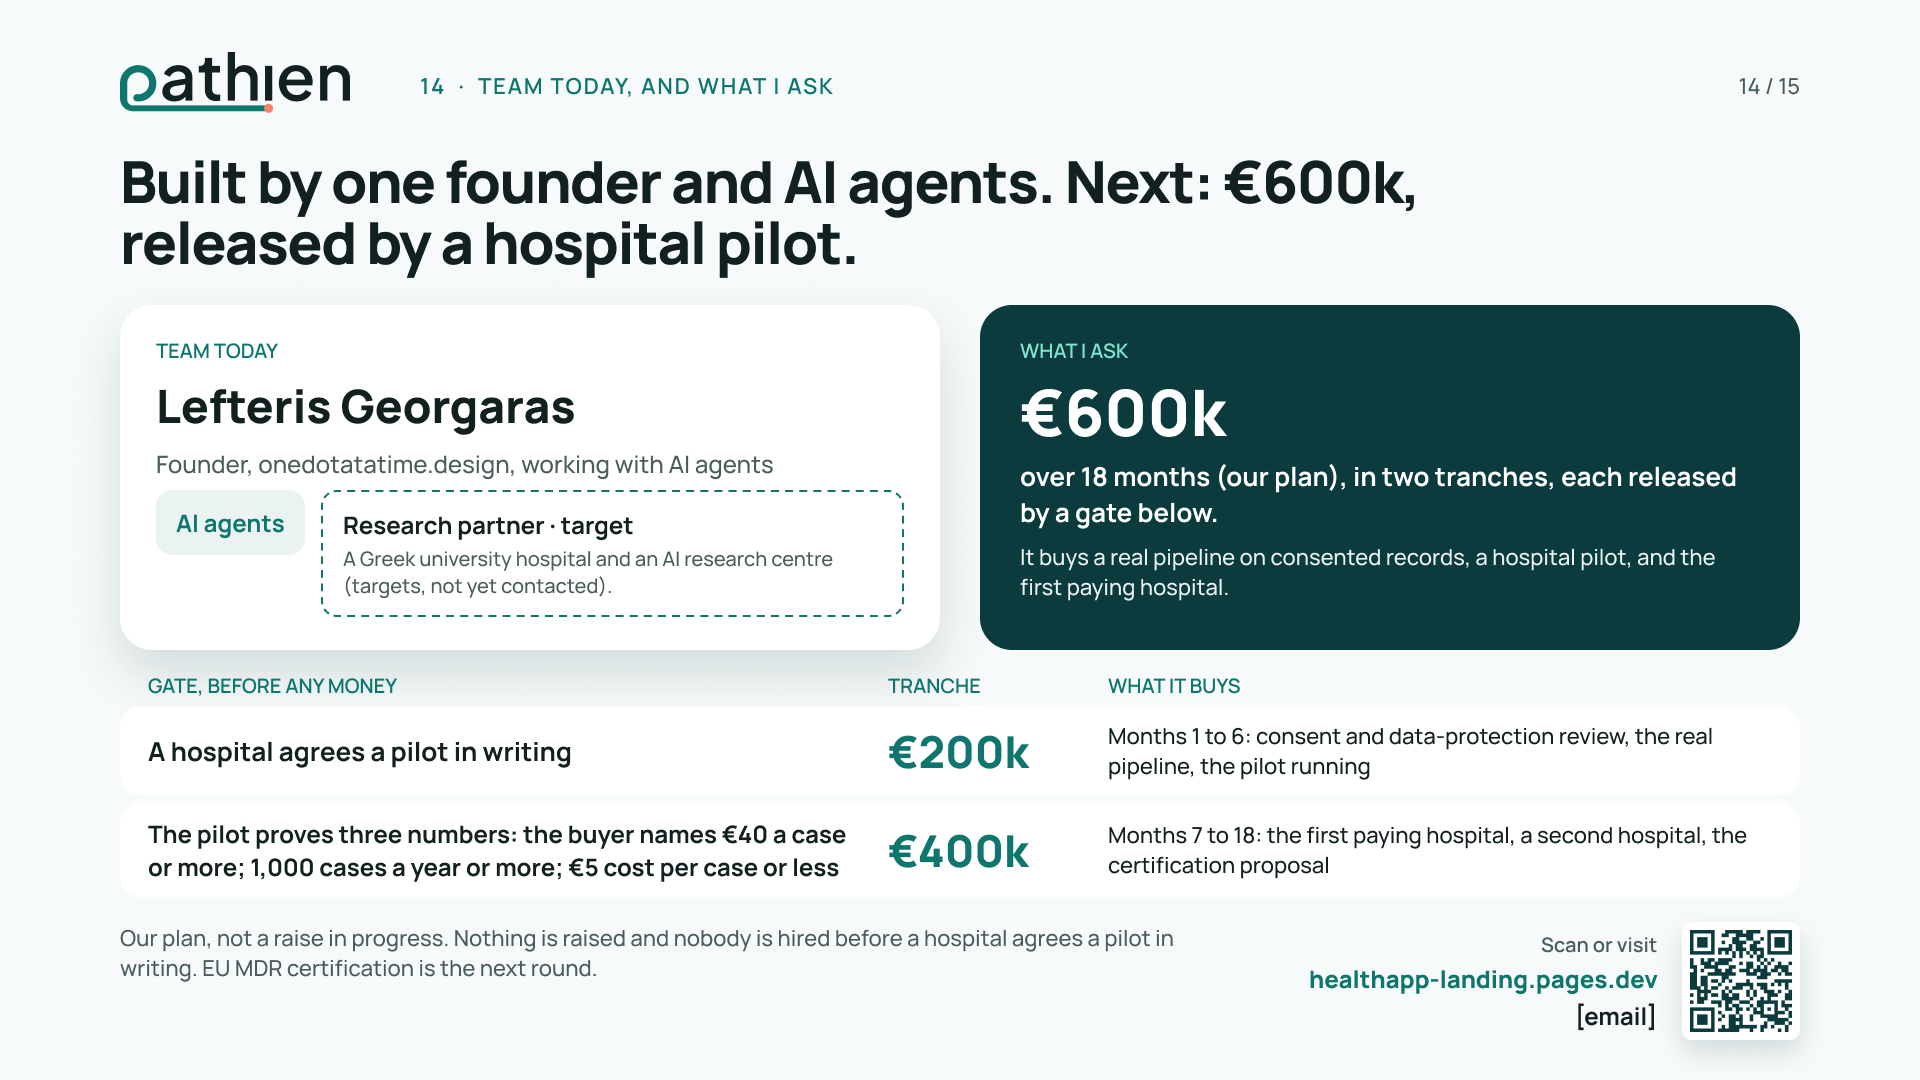 pathien
14 · TEAM TODAY, AND WHAT I ASK
14 / 15
Built by one founder and AI agents. Next: €600k,
released by a hospital pilot.
TEAM TODAY
Lefteris Georgaras
Founder, onedotatatime.design, working with AI agents
AI agents
Research partner · target
A Greek university hospital and an AI research centre
(targets, not yet contacted).
WHAT I ASK
€600k
over 18 months (our plan), in two tranches, each released
by a gate below.
It buys a real pipeline on consented records, a hospital pilot, and the
first paying hospital.
GATE, BEFORE ANY MONEY
TRANCHE
WHAT IT BUYS
A hospital agrees a pilot in writing
€200k
Months 1 to 6: consent and data-protection review, the real
pipeline, the pilot running
The pilot proves three numbers: the buyer names €40 a case
or more; 1,000 cases a year or more; €5 cost per case or less
€400k
Months 7 to 18: the first paying hospital, a second hospital, the
certification proposal
Our plan, not a raise in progress. Nothing is raised and nobody is hired before a hospital agrees a pilot in
writing. EU MDR certification is the next round.
Scan or visit
healthapp-landing.pages.dev
[email]